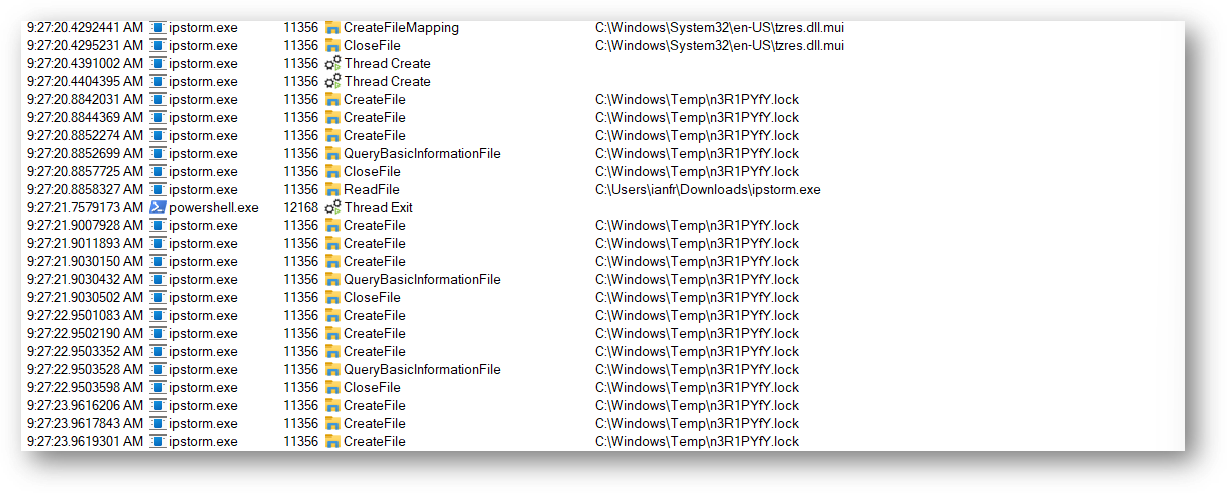 9:27:20.4292441 AM ipstorm.exe 11356 CreateFileMapping C:\Windows\System32\en-US\tzres.dll.mui
9:27:20.4295231 AM ipstorm.exe 11356 CloseFile C:\Windows\System32\en-US\tzres.dll.mui
9:27:20.4391002 AM ipstorm.exe 11356 Thread Create
9:27:20.4404395 AM ipstorm.exe 11356 Thread Create
9:27:20.8842031 AM ipstorm.exe 11356 CreateFile C:\Windows\Temp\n3R1PYfY.lock
9:27:20.8844369 AM ipstorm.exe 11356 CreateFile C:\Windows\Temp\n3R1PYfY.lock
9:27:20.8852274 AM ipstorm.exe 11356 CreateFile C:\Windows\Temp\n3R1PYfY.lock
9:27:20.8852699 AM ipstorm.exe 11356 QueryBasicInformationFile C:\Windows\Temp\n3R1PYfY.lock
9:27:20.8857725 AM ipstorm.exe 11356 CloseFile C:\Windows\Temp\n3R1PYfY.lock
9:27:20.8858327 AM ipstorm.exe 11356 ReadFile C:\Users\ianfr\Downloads\ipstorm.exe
9:27:21.7579173 AM powershell.exe 12168 Thread Exit
9:27:21.9007928 AM ipstorm.exe 11356 CreateFile C:\Windows\Temp\n3R1PYfY.lock
9:27:21.9011893 AM ipstorm.exe 11356 CreateFile C:\Windows\Temp\n3R1PYfY.lock
9:27:21.9030150 AM ipstorm.exe 11356 CreateFile C:\Windows\Temp\n3R1PYfY.lock
9:27:21.9030432 AM ipstorm.exe 11356 QueryBasicInformationFile C:\Windows\Temp\n3R1PYfY.lock
9:27:21.9030502 AM ipstorm.exe 11356 CloseFile C:\Windows\Temp\n3R1PYfY.lock
9:27:22.9501083 AM ipstorm.exe 11356 CreateFile C:\Windows\Temp\n3R1PYfY.lock
9:27:22.9502190 AM ipstorm.exe 11356 CreateFile C:\Windows\Temp\n3R1PYfY.lock
9:27:22.9503352 AM ipstorm.exe 11356 CreateFile C:\Windows\Temp\n3R1PYfY.lock
9:27:22.9503528 AM ipstorm.exe 11356 QueryBasicInformationFile C:\Windows\Temp\n3R1PYfY.lock
9:27:22.9503598 AM ipstorm.exe 11356 CloseFile C:\Windows\Temp\n3R1PYfY.lock
9:27:23.9616206 AM ipstorm.exe 11356 CreateFile C:\Windows\Temp\n3R1PYfY.lock
9:27:23.9617843 AM ipstorm.exe 11356 CreateFile C:\Windows\Temp\n3R1PYfY.lock
9:27:23.9619301 AM ipstorm.exe 11356 CreateFile C:\Windows\Temp\n3R1PYfY.lock